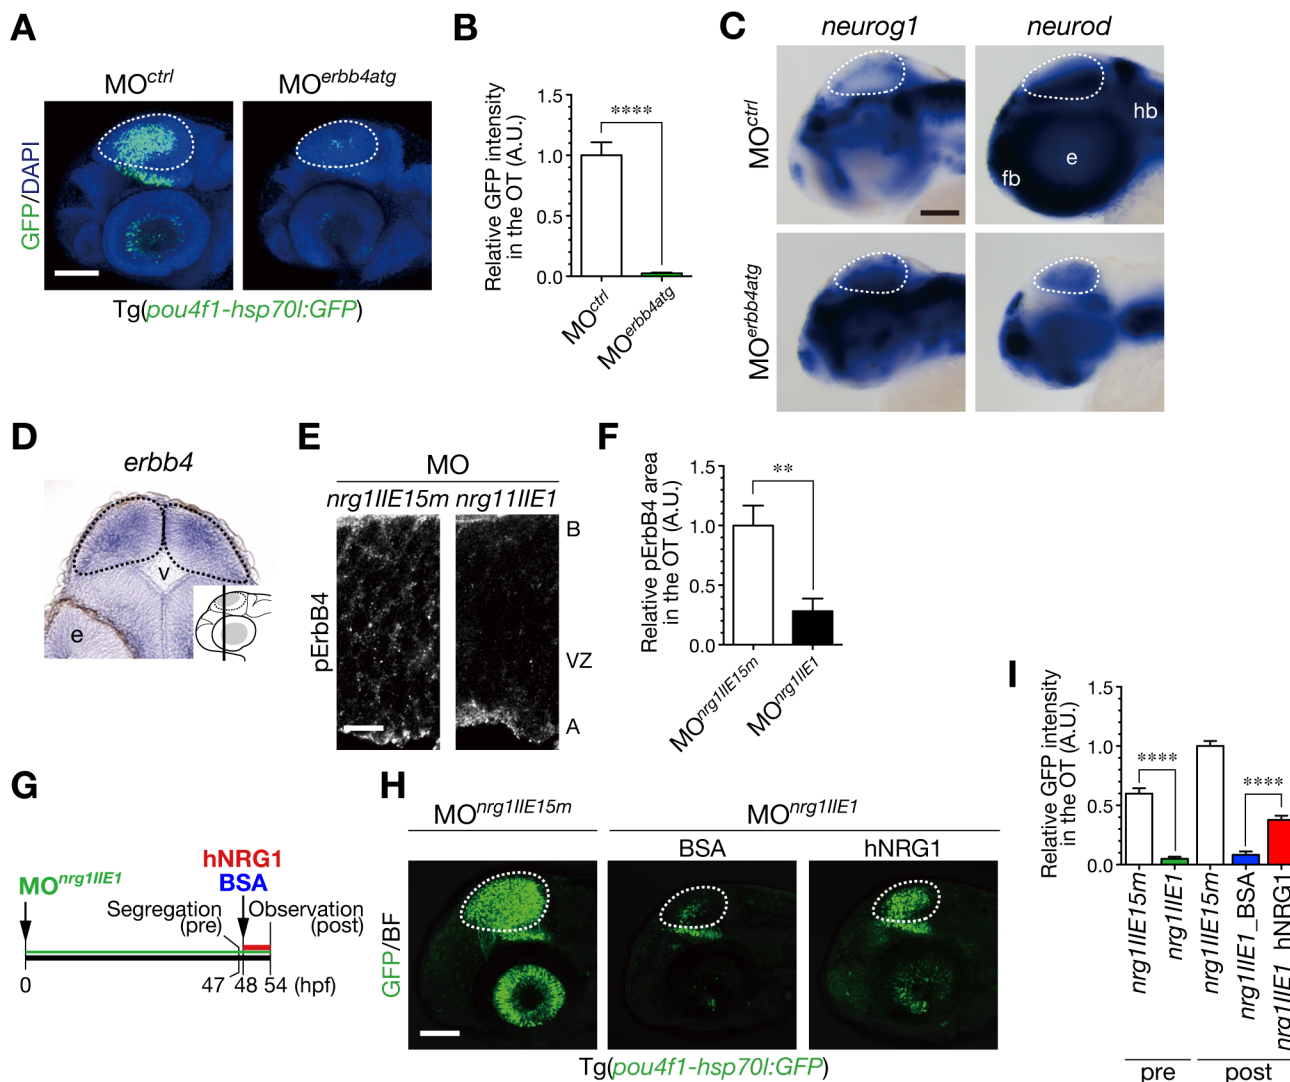 A
MOctrl
MOerbb4atg
GFP/DAPI
Tg(pou4f1-hsp70l:GFP)
B
Relative GFP intensity
in the OT (A.U.)
1.5
1.0
0.5
0.0
****
MOctrl
MOerbb4atg
C
neurog1
neurod
MOctrl
MOerbb4atg
hb
e
fb
D
erbb4
v
e
E
MO
nrg1IIE15m
nrg11IIE1
pErbB4
B
VZ
A
F
Relative pErbB4 area
in the OT (A.U.)
1.5
1.0
0.5
0.0
**
MOnrg1IIE15m
MOnrg1IIE1
G
MOnrg1IIE1
hNRG1
BSA
Segregation
(pre)
Observation
(post)
0
47
48
54
(hpf)
H
MOnrg1IIE15m
MOnrg1IIE1
BSA
hNRG1
GFP/BF
Tg(pou4f1-hsp70l:GFP)
I
Relative GFP intensity
in the OT (A.U.)
1.5
1.0
0.5
0.0
****
****
nrg1IIE15m
nrg1IIE1
nrg1IIE15m
nrg1IIE1_BSA
nrg1IIE1_hNRG1
pre
post